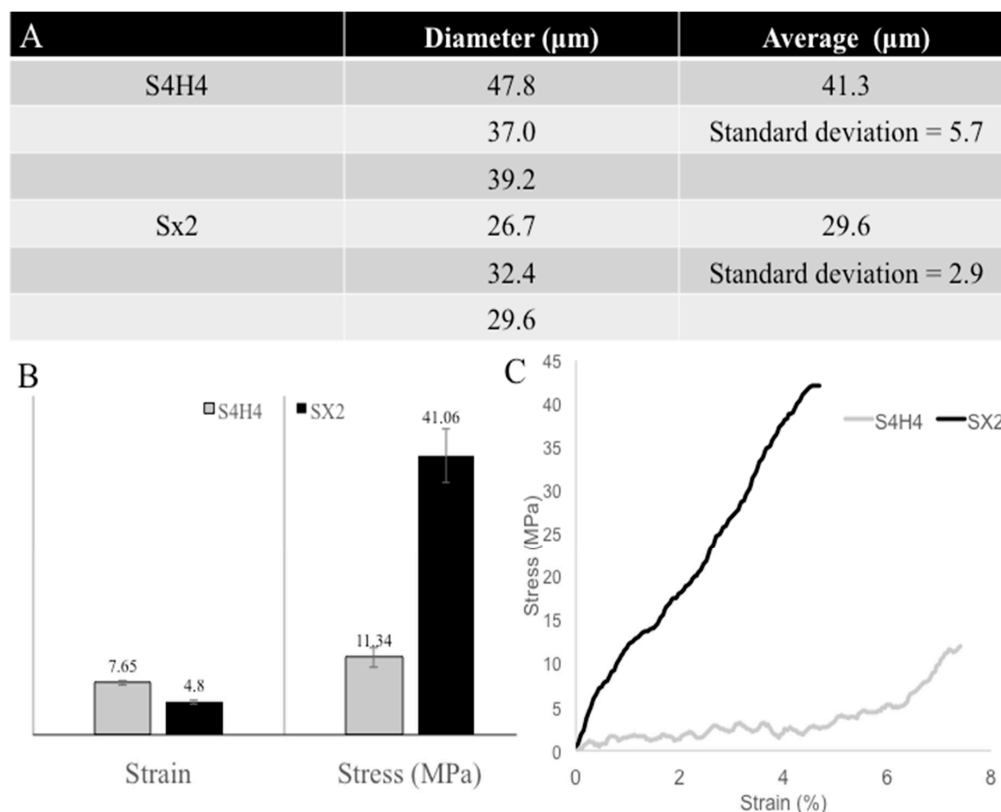 A Diameter (μm) Average (μm)
S4H4 47.8 41.3
37.0 Standard deviation = 5.7
39.2
Sx2 26.7 29.6
32.4 Standard deviation = 2.9
29.6
B
S4H4 SX2
41.06
11.34
7.65
4.8
Strain Stress (MPa)
C
45
40
35
30
25
20
15
10
5
0
Stress (MPa)
S4H4 SX2
0 2 4 6 8
Strain (%)